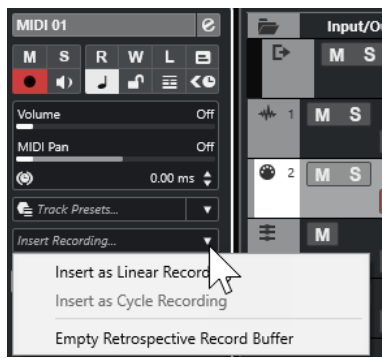 MIDI 01
e
M S R W L
Volume Off
MIDI Pan Off
0.00 ms
Track Presets...
Insert Recording...
Insert as Linear Record
Insert as Cycle Recording
Empty Retrospective Record Buffer
Input/Ou
M S
1 M S
2 M S
M